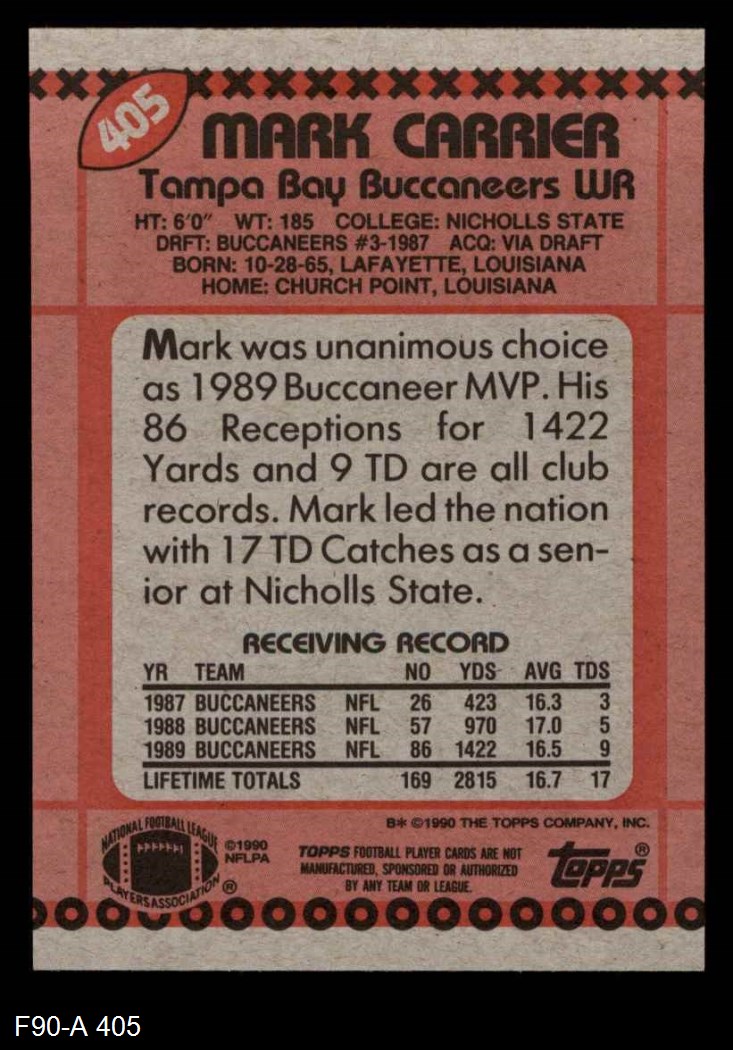 405
MARK CARRIER
Tampa Bay Buccaneers WR
HT: 6'0" WT: 185 COLLEGE: NICHOLLS STATE
DRFT: BUCCANEERS #3-1987 ACQ: VIA DRAFT
BORN: 10-28-65, LAFAYETTE, LOUISIANA
HOME: CHURCH POINT, LOUISIANA
Mark was unanimous choice
as 1989 Buccaneer MVP. His
86 Receptions for 1422
Yards and 9 TD are all club
records. Mark led the nation
with 17 TD Catches as a sen-
ior at Nicholls State.
RECEIVING RECORD
YR TEAM NO YDS AVG TDS
1987 BUCCANEERS NFL 26 423 16.3 3
1988 BUCCANEERS NFL 57 970 17.0 5
1989 BUCCANEERS NFL 86 1422 16.5 9
LIFETIME TOTALS 169 2815 16.7 17
B* ©1990 THE TOPPS COMPANY, INC.
NATIONAL FOOTBALL LEAGUE
PLAYERS ASSOCIATION ®
©1990
NFLPA
TOPPS FOOTBALL PLAYER CARDS ARE NOT
MANUFACTURED, SPONSORED OR AUTHORIZED
BY ANY TEAM OR LEAGUE.
topps ®
F90-A 405